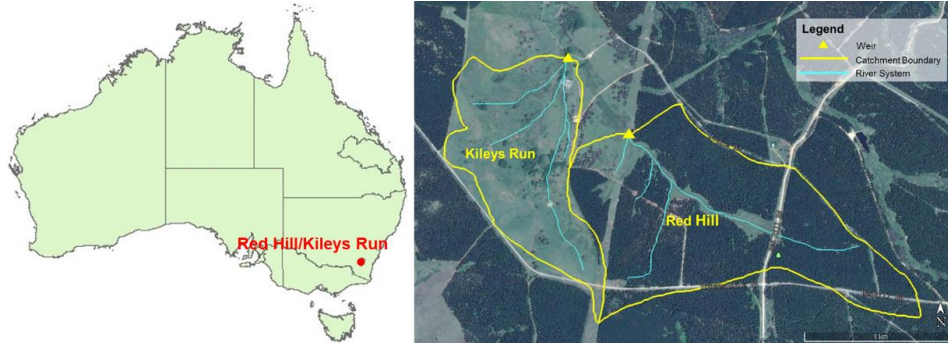 Red Hill/Kileys Run
Legend
Weir
Catchment Boundary
River System
Kileys Run
Red Hill
1 km
N